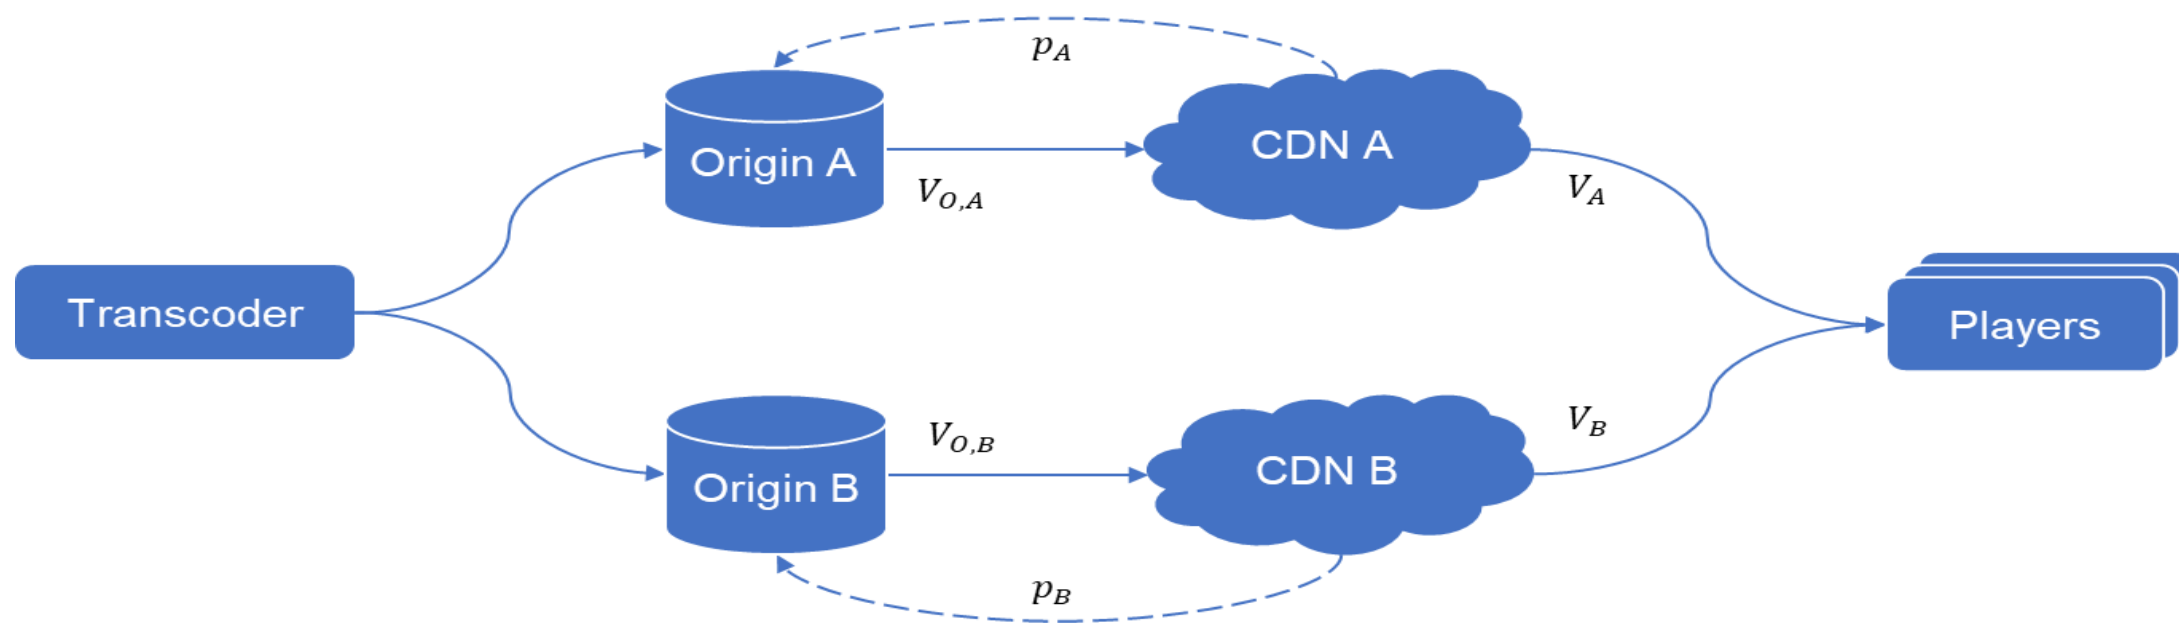 p_A
Origin A
CDN A
V_{O,A}
V_A
Transcoder
Players
V_{O,B}
V_B
Origin B
CDN B
p_B